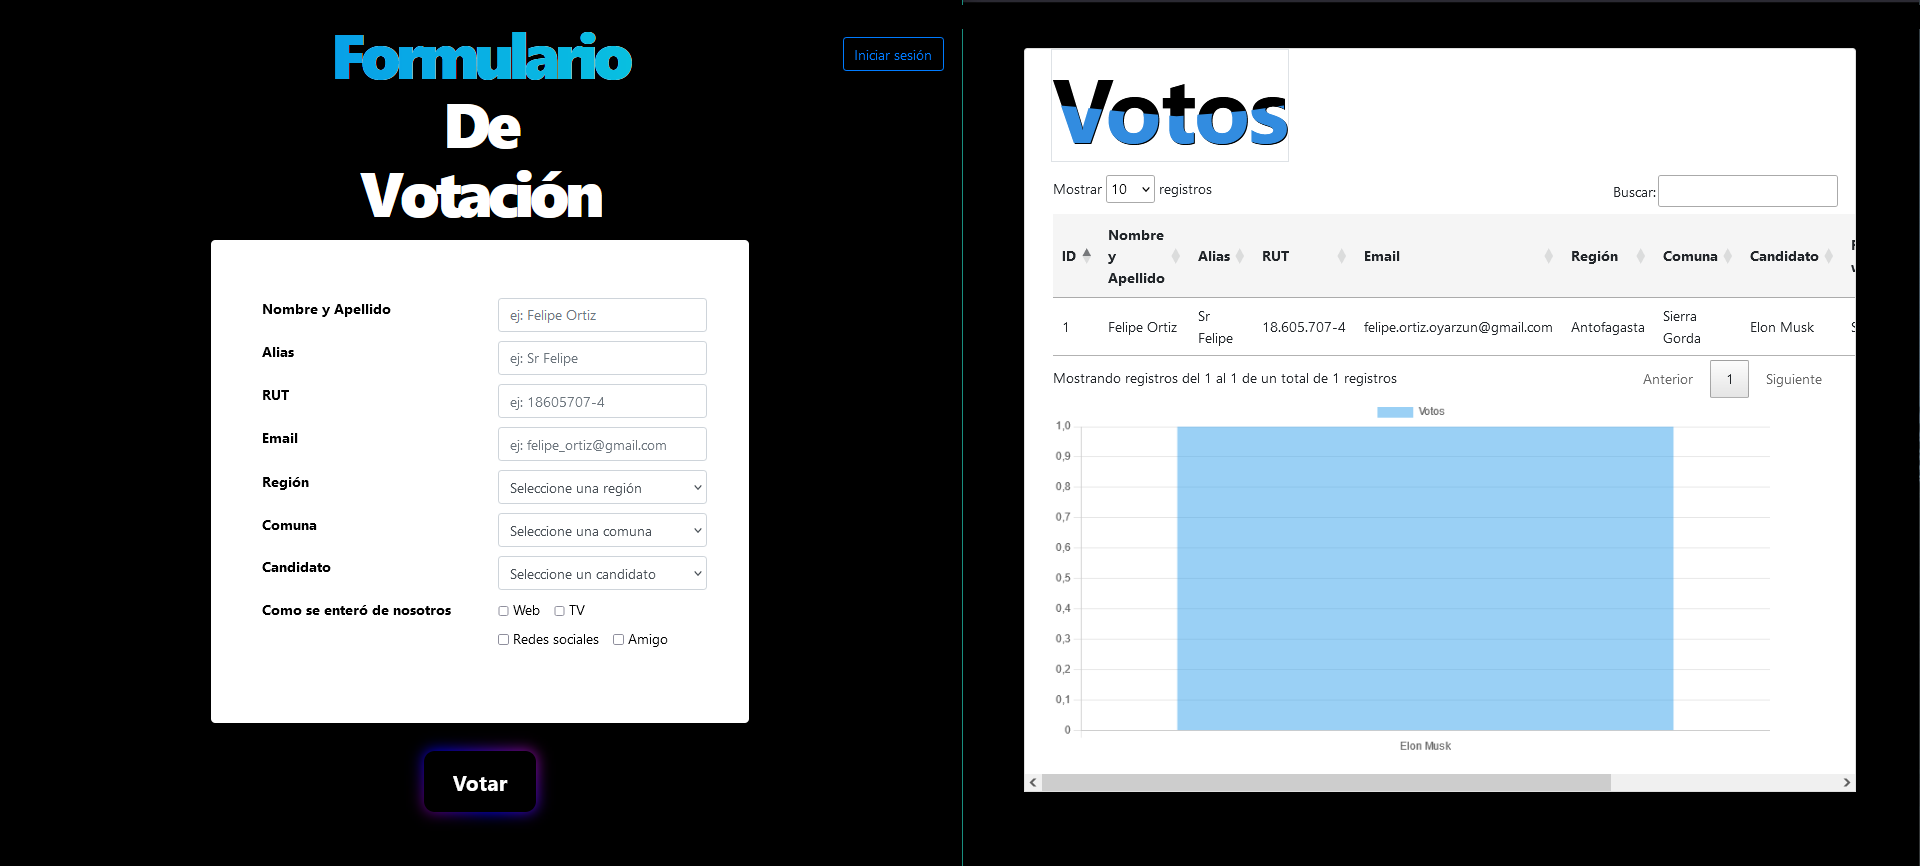 Formulario
De
Votación
Iniciar sesión
Nombre y Apellido
ej: Felipe Ortiz
Alias
ej: Sr Felipe
RUT
ej: 18605707-4
Email
ej: felipe_ortiz@gmail.com
Región
Seleccione una región
Comuna
Seleccione una comuna
Candidato
Seleccione un candidato
Como se enteró de nosotros
Web TV
Redes sociales Amigo
Votar
Votos
Mostrar 10 registros
Buscar:
ID Nombre y Apellido Alias RUT Email Región Comuna Candidato
1 Felipe Ortiz Sr Felipe 18.605.707-4 felipe.ortiz.oyarzun@gmail.com Antofagasta Sierra Gorda Elon Musk
Mostrando registros del 1 al 1 de un total de 1 registros
Anterior 1 Siguiente
Votos
1,0
0,9
0,8
0,7
0,6
0,5
0,4
0,3
0,2
0,1
0
Elon Musk